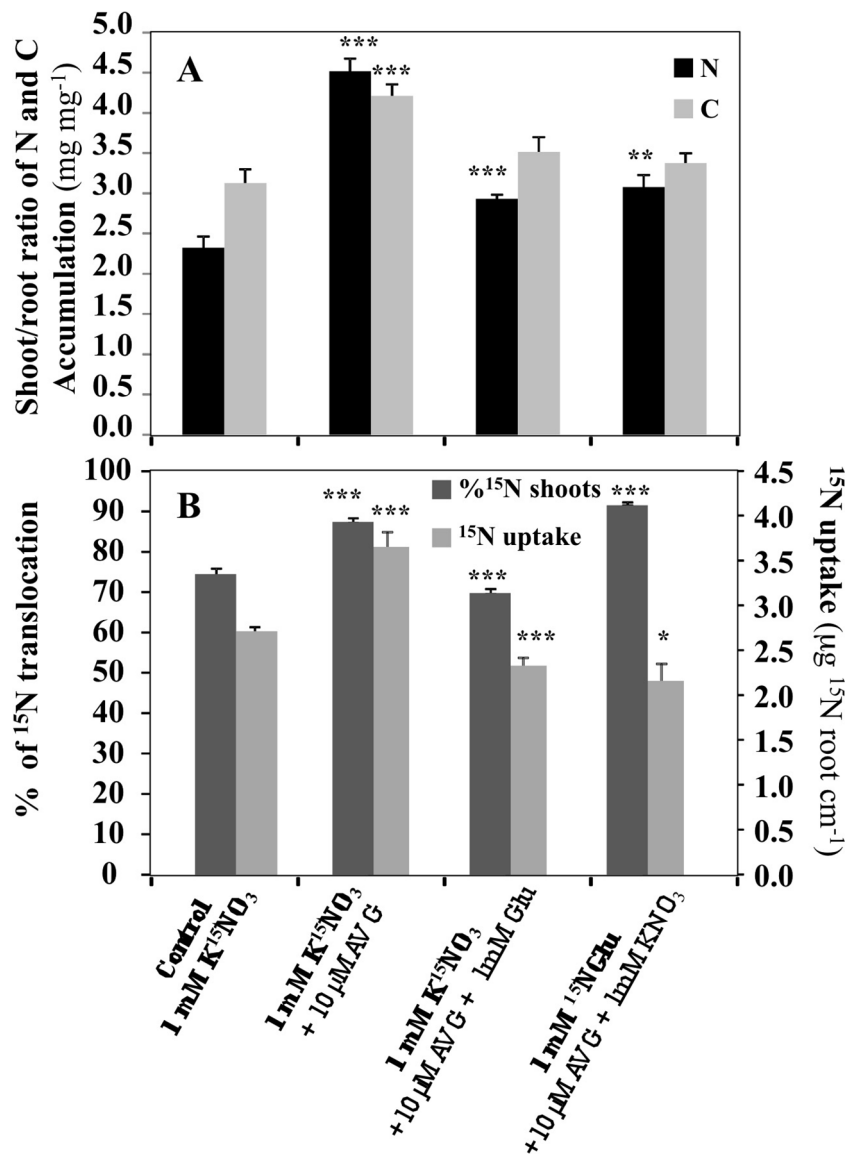 Shoot/root ratio of N and C
Accumulation (mg mg⁻¹)
5.0
4.5
4.0
3.5
3.0
2.5
2.0
1.5
1.0
0.5
0.0
A
***
***
***
**
N
C
% of ¹⁵N translocation
100
90
80
70
60
50
40
30
20
10
0
B
***
***
***
***
***
*
%¹⁵N shoots
¹⁵N uptake
4.5
4.0
3.5
3.0
2.5
2.0
1.5
1.0
0.5
0.0
¹⁵N uptake (µg ¹⁵N root cm⁻¹)
Control
1 mM K¹⁵NO₃
1 mM K¹⁵NO₃
+ 10 µM AVG
1 mM K¹⁵NO₃
+10 µM AVG + 1mM Glu
1 mM ¹⁵NGlu
+10 µM AVG + 1mM KNO₃